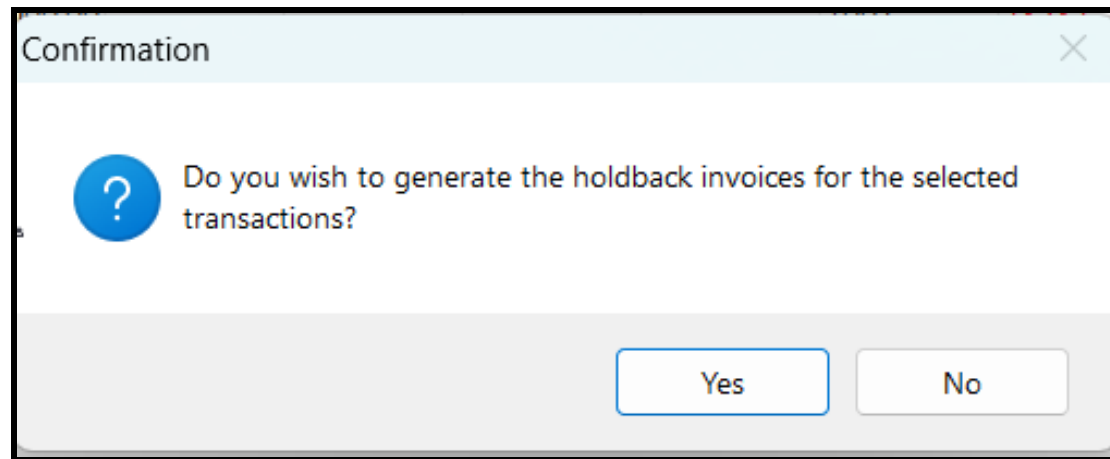 Confirmation
Do you wish to generate the holdback invoices for the selected
transactions?
Yes
No